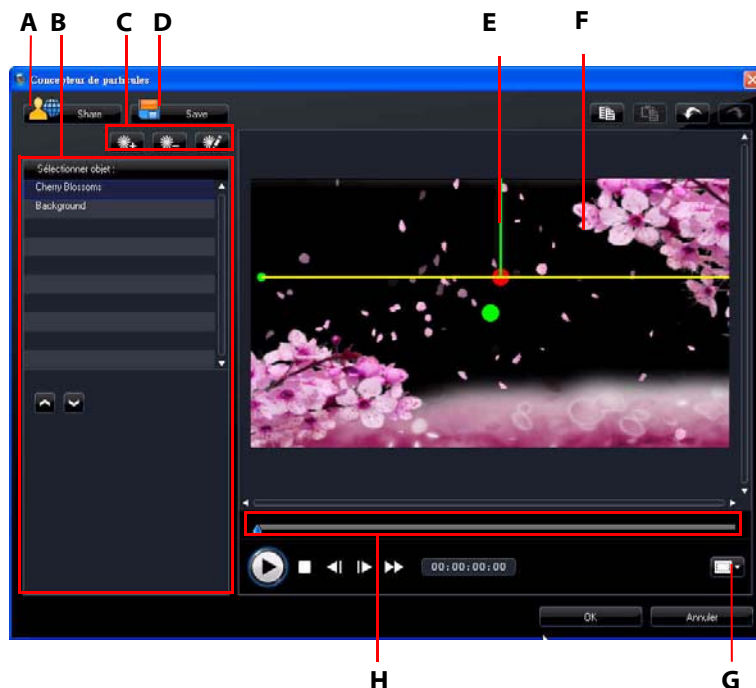 A B C D E F
Concepteur de particules
Share Save
Sélectionner objet :
Cherry Blossoms
Background
00:00:00:00
OK Annuler
H G